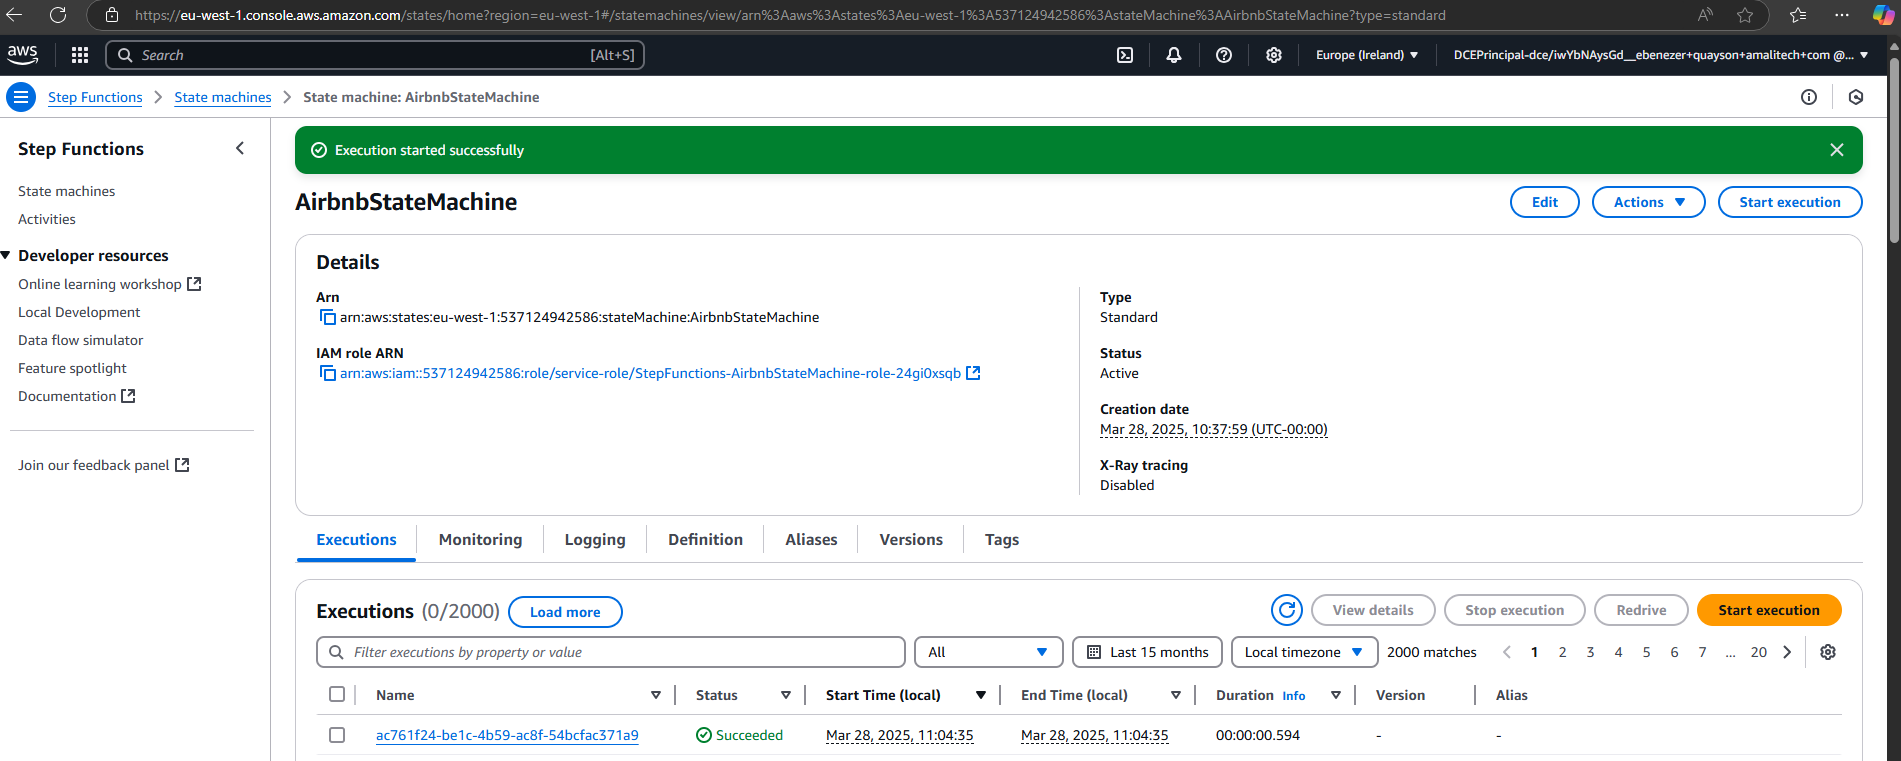 https://eu-west-1.console.aws.amazon.com/states/home?region=eu-west-1#/statemachines/view/arn%3Aaws%3Astates%3Aeu-west-1%3A537124942586%3AstateMachine%3AAirbnbStateMachine?type=standard
aws Search [Alt+S] Europe (Ireland) DCEPrincipal-dce/iwYbNAysGd__ebenezer+quayson+amalitech+com @...
Step Functions State machines State machine: AirbnbStateMachine
Step Functions
State machines
Activities
Developer resources
Online learning workshop
Local Development
Data flow simulator
Feature spotlight
Documentation
Join our feedback panel
Execution started successfully
AirbnbStateMachine Edit Actions Start execution
Details
Arn
arn:aws:states:eu-west-1:537124942586:stateMachine:AirbnbStateMachine
IAM role ARN
arn:aws:iam::537124942586:role/service-role/StepFunctions-AirbnbStateMachine-role-24gi0xsqb
Type
Standard
Status
Active
Creation date
Mar 28, 2025, 10:37:59 (UTC-00:00)
X-Ray tracing
Disabled
Executions Monitoring Logging Definition Aliases Versions Tags
Executions (0/2000) Load more View details Stop execution Redrive Start execution
Filter executions by property or value All Last 15 months Local timezone 2000 matches 1 2 3 4 5 6 7 ... 20
Name Status Start Time (local) End Time (local) Duration Info Version Alias
ac761f24-be1c-4b59-ac8f-54bcfac371a9 Succeeded Mar 28, 2025, 11:04:35 Mar 28, 2025, 11:04:35 00:00:00.594 - -